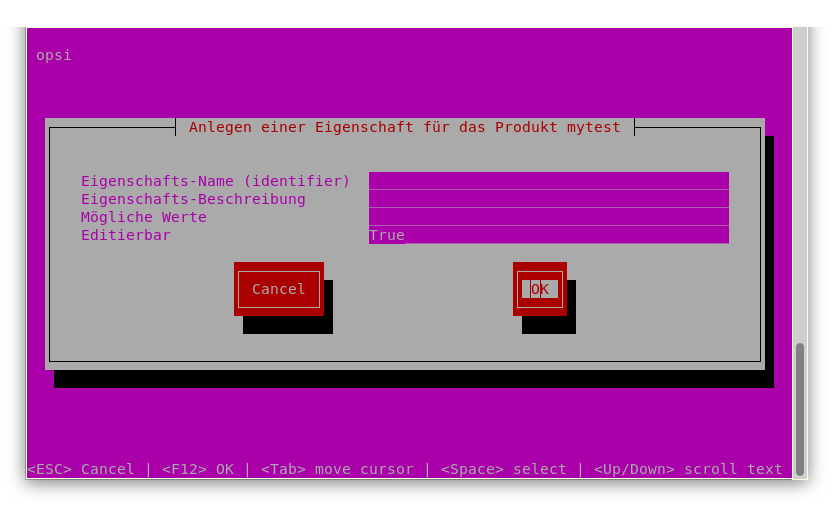 opsi
Anlegen einer Eigenschaft für das Produkt mytest
Eigenschafts-Name (identifier)
Eigenschafts-Beschreibung
Mögliche Werte
Editierbar True
Cancel OK
<ESC> Cancel | <F12> OK | <Tab> move cursor | <Space> select | <Up/Down> scroll text